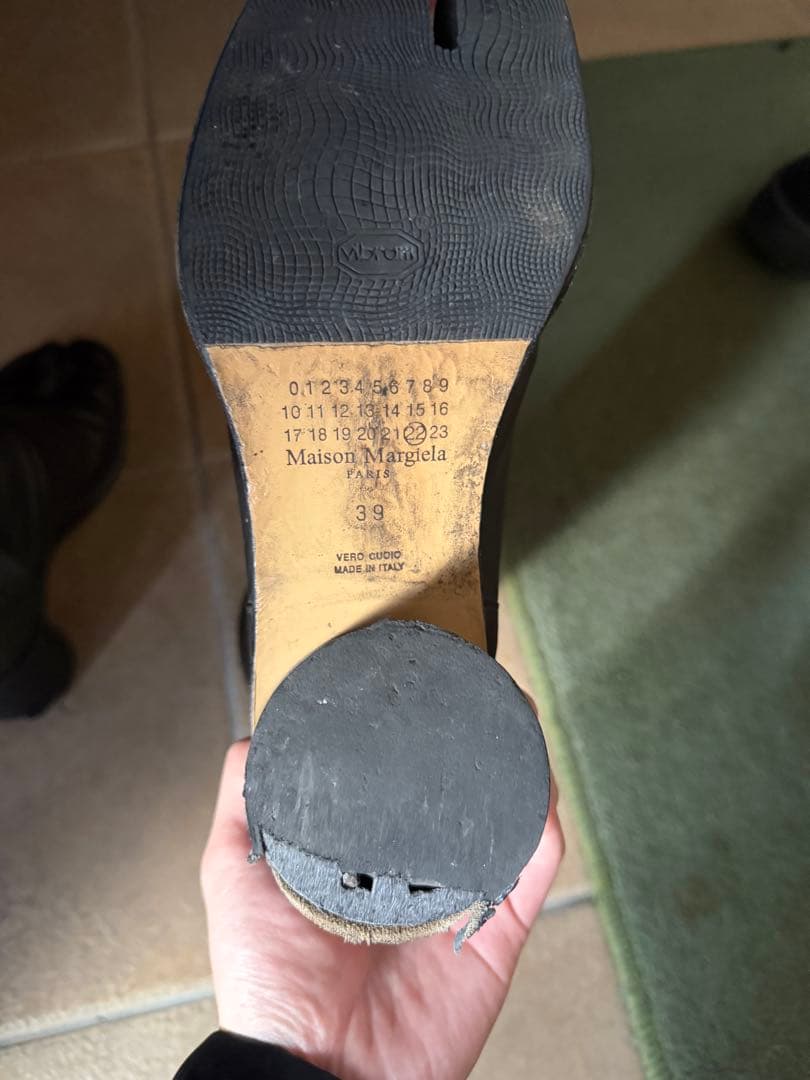 vibram
0 1 2 3 4 5 6 7 8 9
10 11 12 13 14 15 16
17 18 19 20 21 22 23
Maison Margiela
PARIS
39
VERO CUOIO
MADE IN ITALY